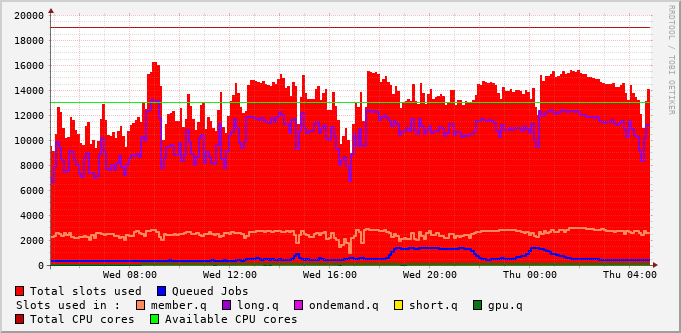 RRDTOOL / TOBI OETIKER
20000
18000
16000
14000
12000
10000
8000
6000
4000
2000
0
Wed 08:00 Wed 12:00 Wed 16:00 Wed 20:00 Thu 00:00 Thu 04:00
Total slots used Queued Jobs
Slots used in : member.q long.q ondemand.q short.q gpu.q
Total CPU cores Available CPU cores